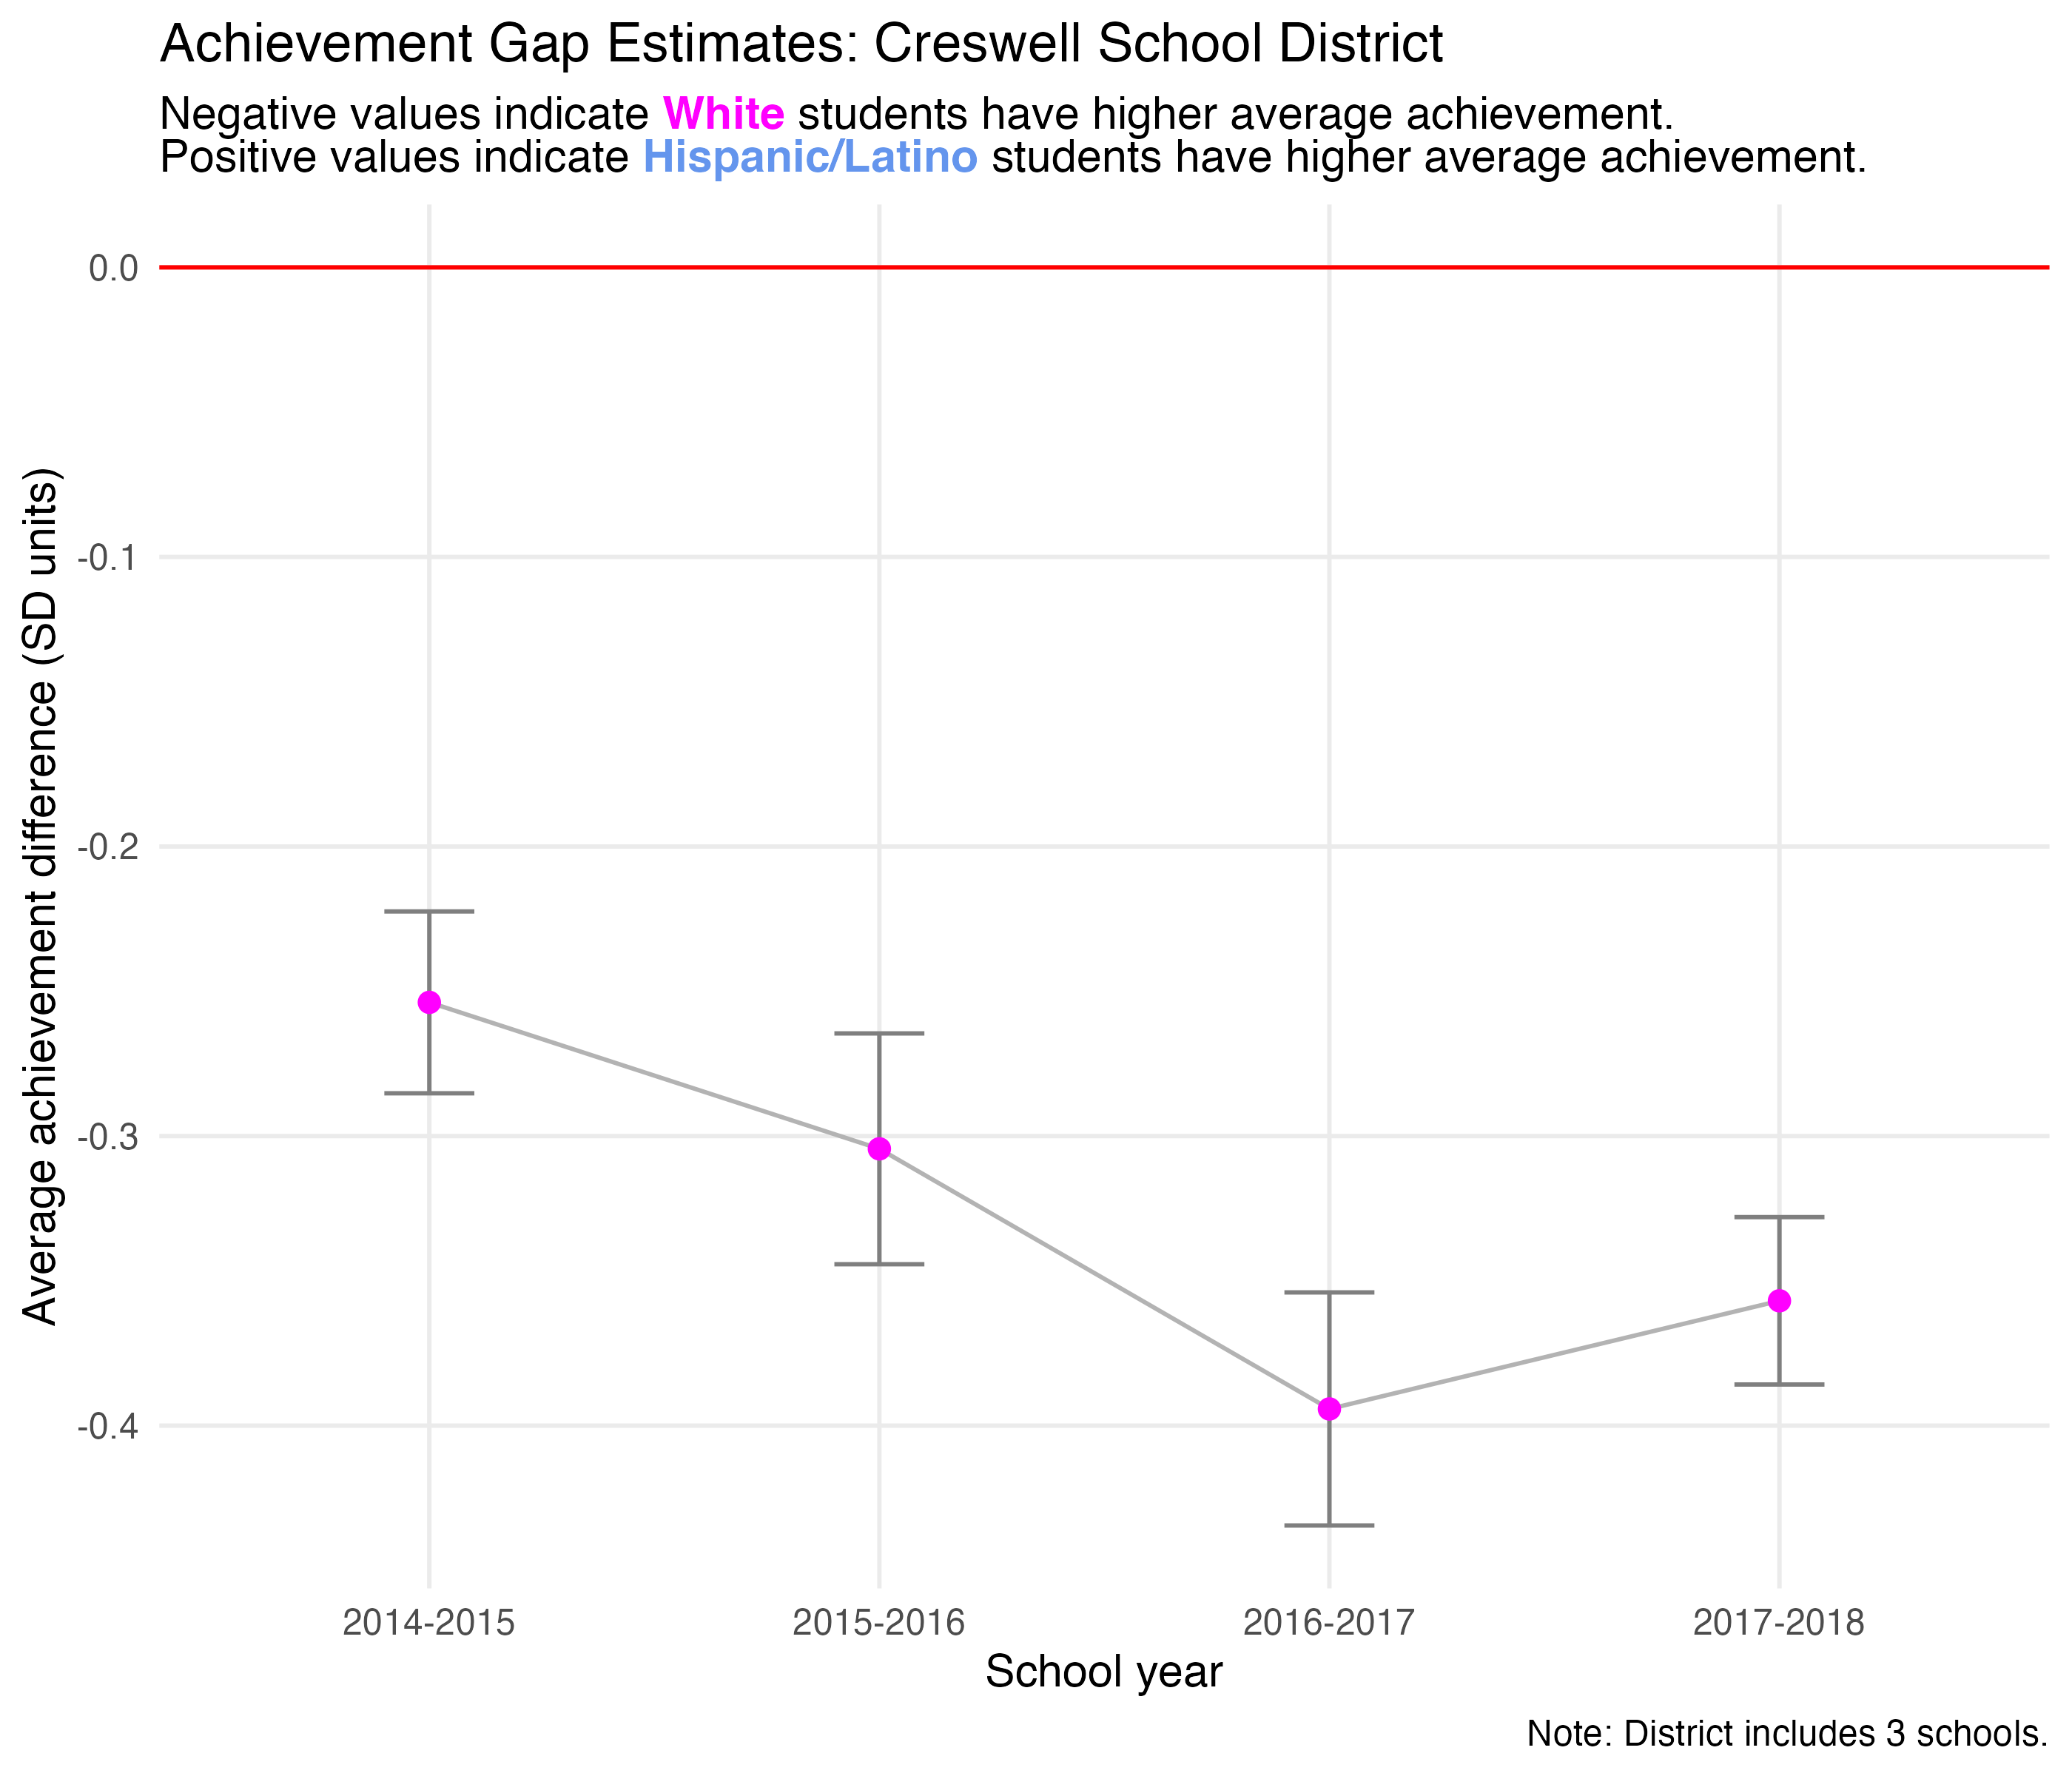 Achievement Gap Estimates: Creswell School District
Negative values indicate White students have higher average achievement.
Positive values indicate Hispanic/Latino students have higher average achievement.
Average achievement difference (SD units)
0.0
-0.1
-0.2
-0.3
-0.4
2014-2015 2015-2016 2016-2017 2017-2018
School year
Note: District includes 3 schools.